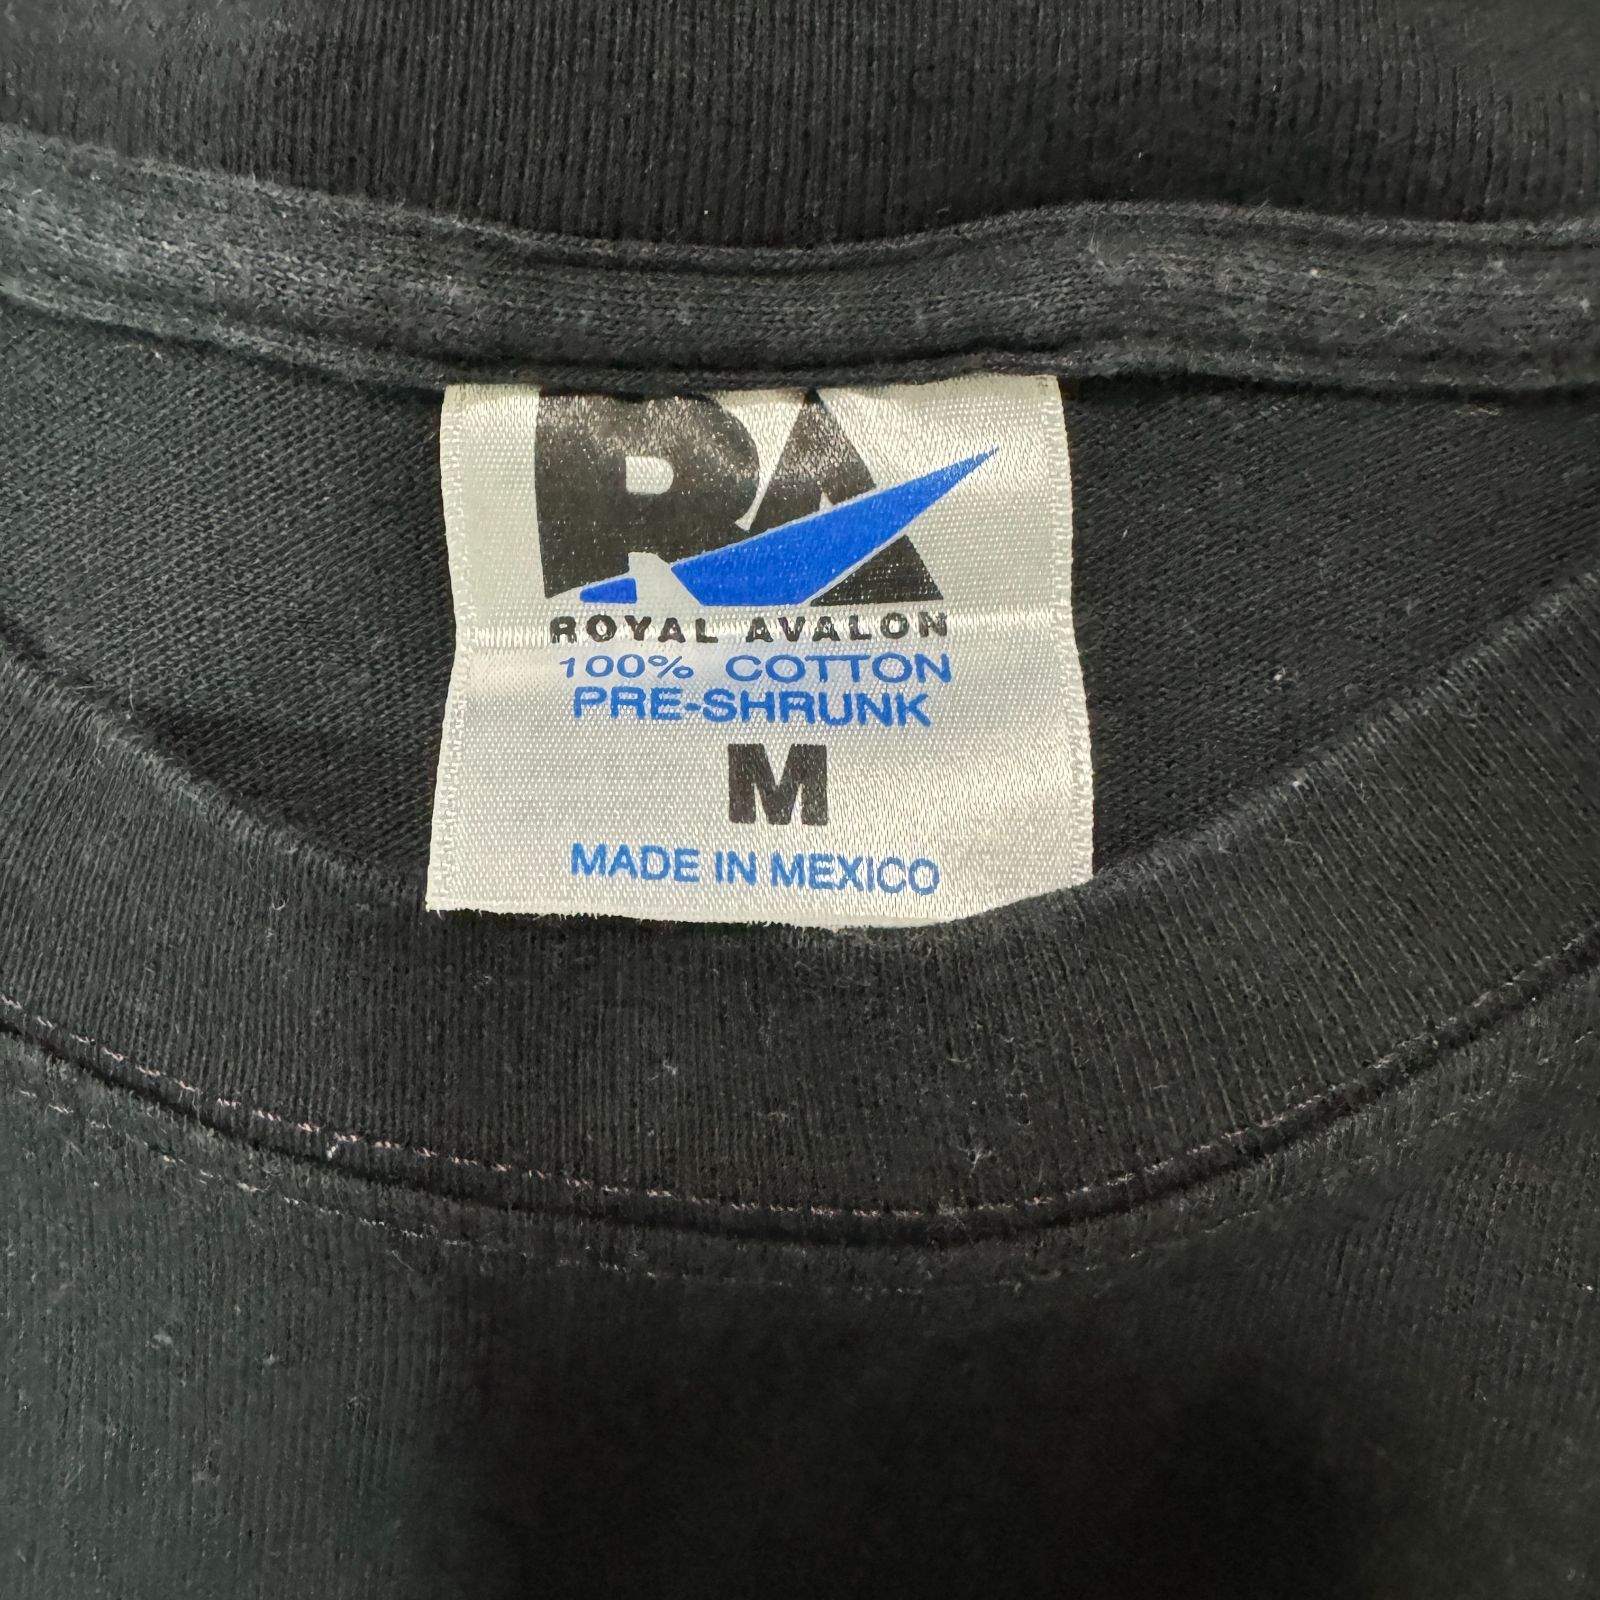 RA
ROYAL AVALON
100% COTTON
PRE-SHRUNK
M
MADE IN MEXICO